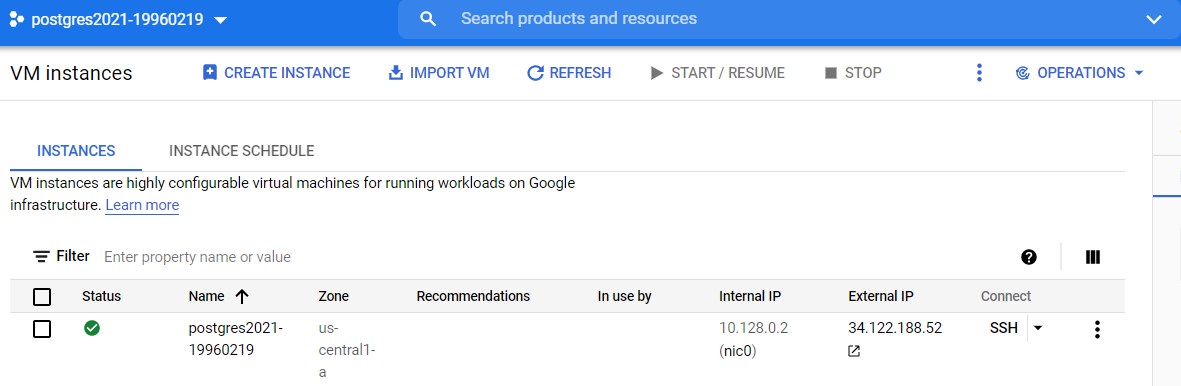 postgres2021-19960219
Search products and resources
VM instances
CREATE INSTANCE
IMPORT VM
REFRESH
START / RESUME
STOP
OPERATIONS
INSTANCES
INSTANCE SCHEDULE
VM instances are highly configurable virtual machines for running workloads on Google
infrastructure. Learn more
Filter Enter property name or value
Status Name Zone Recommendations In use by Internal IP External IP Connect
postgres2021- us- 10.128.0.2 34.122.188.52 SSH
19960219 central1- (nic0)
a